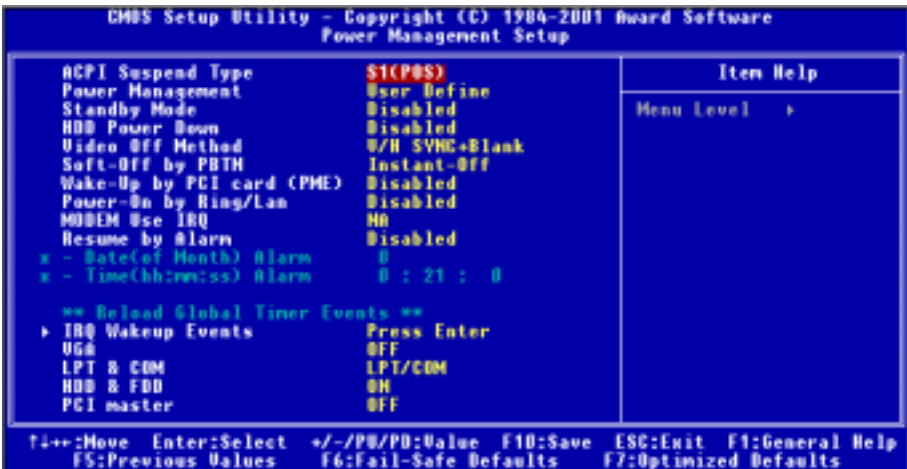 CMOS Setup Utility - Copyright (C) 1984-2001 Award Software
Power Management Setup
ACPI Suspend Type S1(POS)
Item Help
Power Management User Define
Standby Mode Disabled
Menu Level ▸
HDD Power Down Disabled
Video Off Method V/H SYNC+Blank
Soft-Off by PBTN Instant-Off
Wake-Up by PCI card (PME) Disabled
Power-On by Ring/Lan Disabled
MODEM Use IRQ NA
Resume by Alarm Disabled
x - Date(of Month) Alarm 0
x - Time(hh:mm:ss) Alarm 0 : 21 : 0
** Reload Global Timer Events **
▸ IRQ Wakeup Events Press Enter
VGA OFF
LPT & COM LPT/COM
HDD & FDD ON
PCI master OFF
↑↓→←:Move Enter:Select +/-/PU/PD:Value F10:Save ESC:Exit F1:General Help
F5:Previous Values F6:Fail-Safe Defaults F7:Optimized Defaults